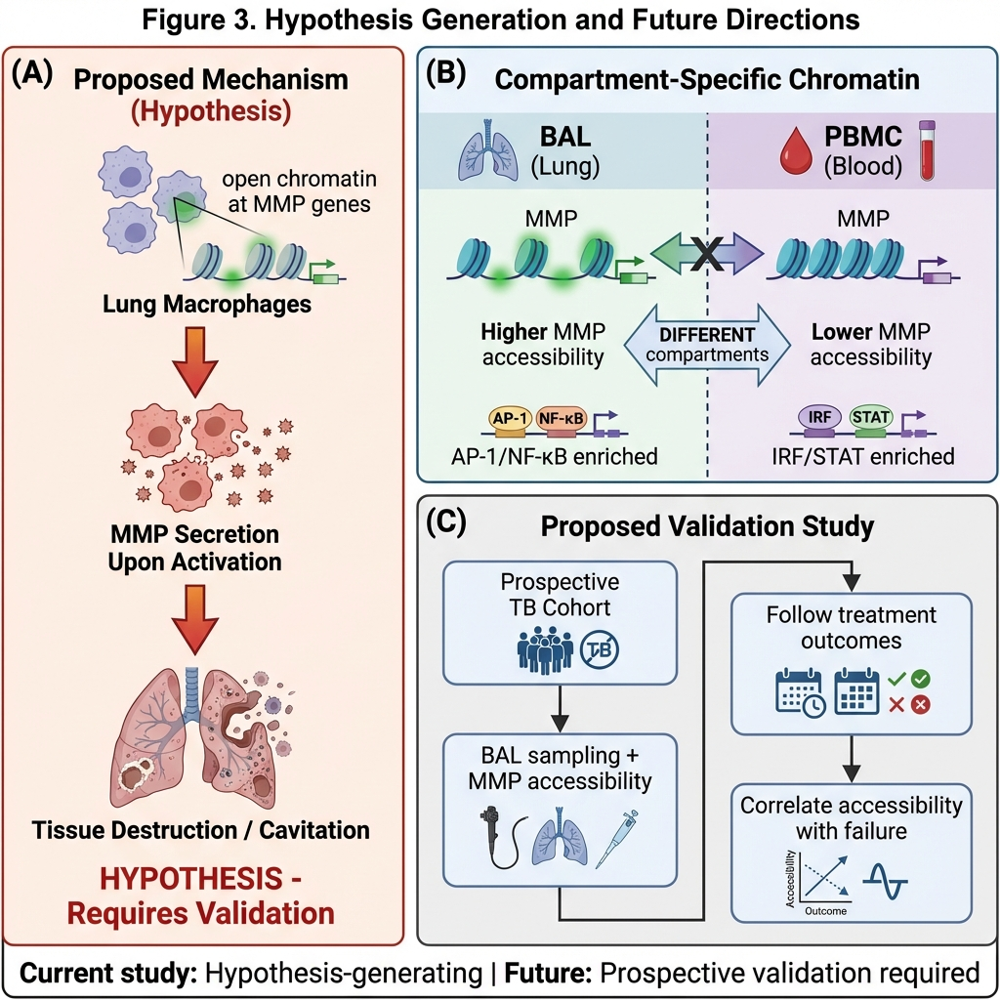 Figure 3. Hypothesis Generation and Future Directions
(A) Proposed Mechanism
(Hypothesis)
open chromatin
at MMP genes
Lung Macrophages
MMP Secretion
Upon Activation
Tissue Destruction / Cavitation
HYPOTHESIS -
Requires Validation
(B) Compartment-Specific Chromatin
BAL
(Lung)
PBMC
(Blood)
MMP
MMP
X
Higher MMP
accessibility
DIFFERENT
compartments
Lower MMP
accessibility
AP-1 NF-κB
AP-1/NF-κB enriched
IRF STAT
IRF/STAT enriched
(C) Proposed Validation Study
Prospective
TB Cohort
TB
BAL sampling +
MMP accessibility
Follow treatment
outcomes
Correlate accessibility
with failure
Outcome
Current study: Hypothesis-generating | Future: Prospective validation required